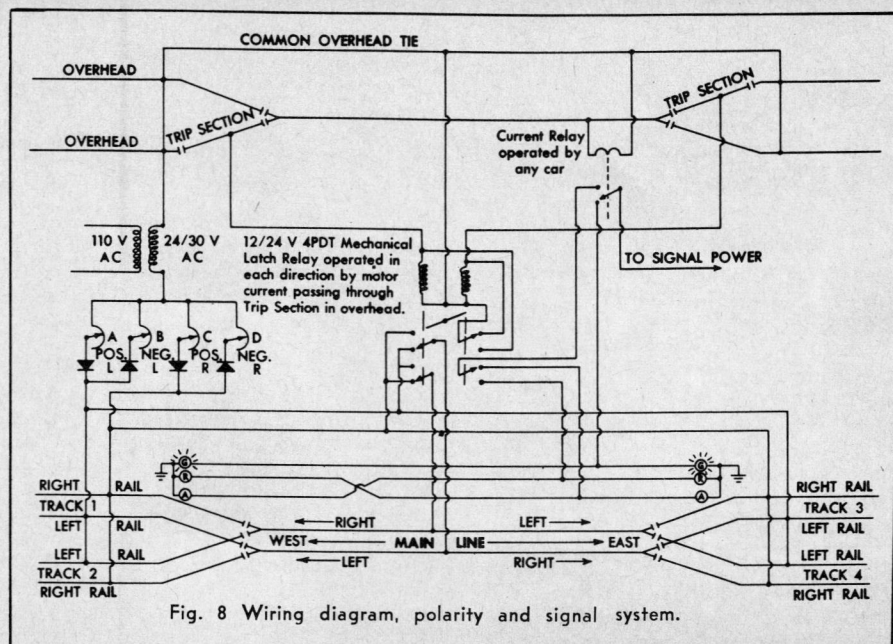 COMMON OVERHEAD TIE
OVERHEAD
TRIP SECTION
TRIP SECTION
OVERHEAD
Current Relay
operated by
any car
110 V
AC
24/30 V
AC
12/24 V 4PDT Mechanical
Latch Relay operated in
each direction by motor
current passing through
Trip Section in overhead.
TO SIGNAL POWER
A
POS.
L
B
NEG.
L
C
POS.
R
D
NEG.
R
G
R
A
G
R
A
RIGHT RAIL
TRACK 1
LEFT RAIL
LEFT RAIL
TRACK 2
RIGHT RAIL
RIGHT
LEFT
WEST MAIN LINE EAST
LEFT
RIGHT
RIGHT RAIL
TRACK 3
LEFT RAIL
LEFT RAIL
TRACK 4
RIGHT RAIL
Fig. 8 Wiring diagram, polarity and signal system.